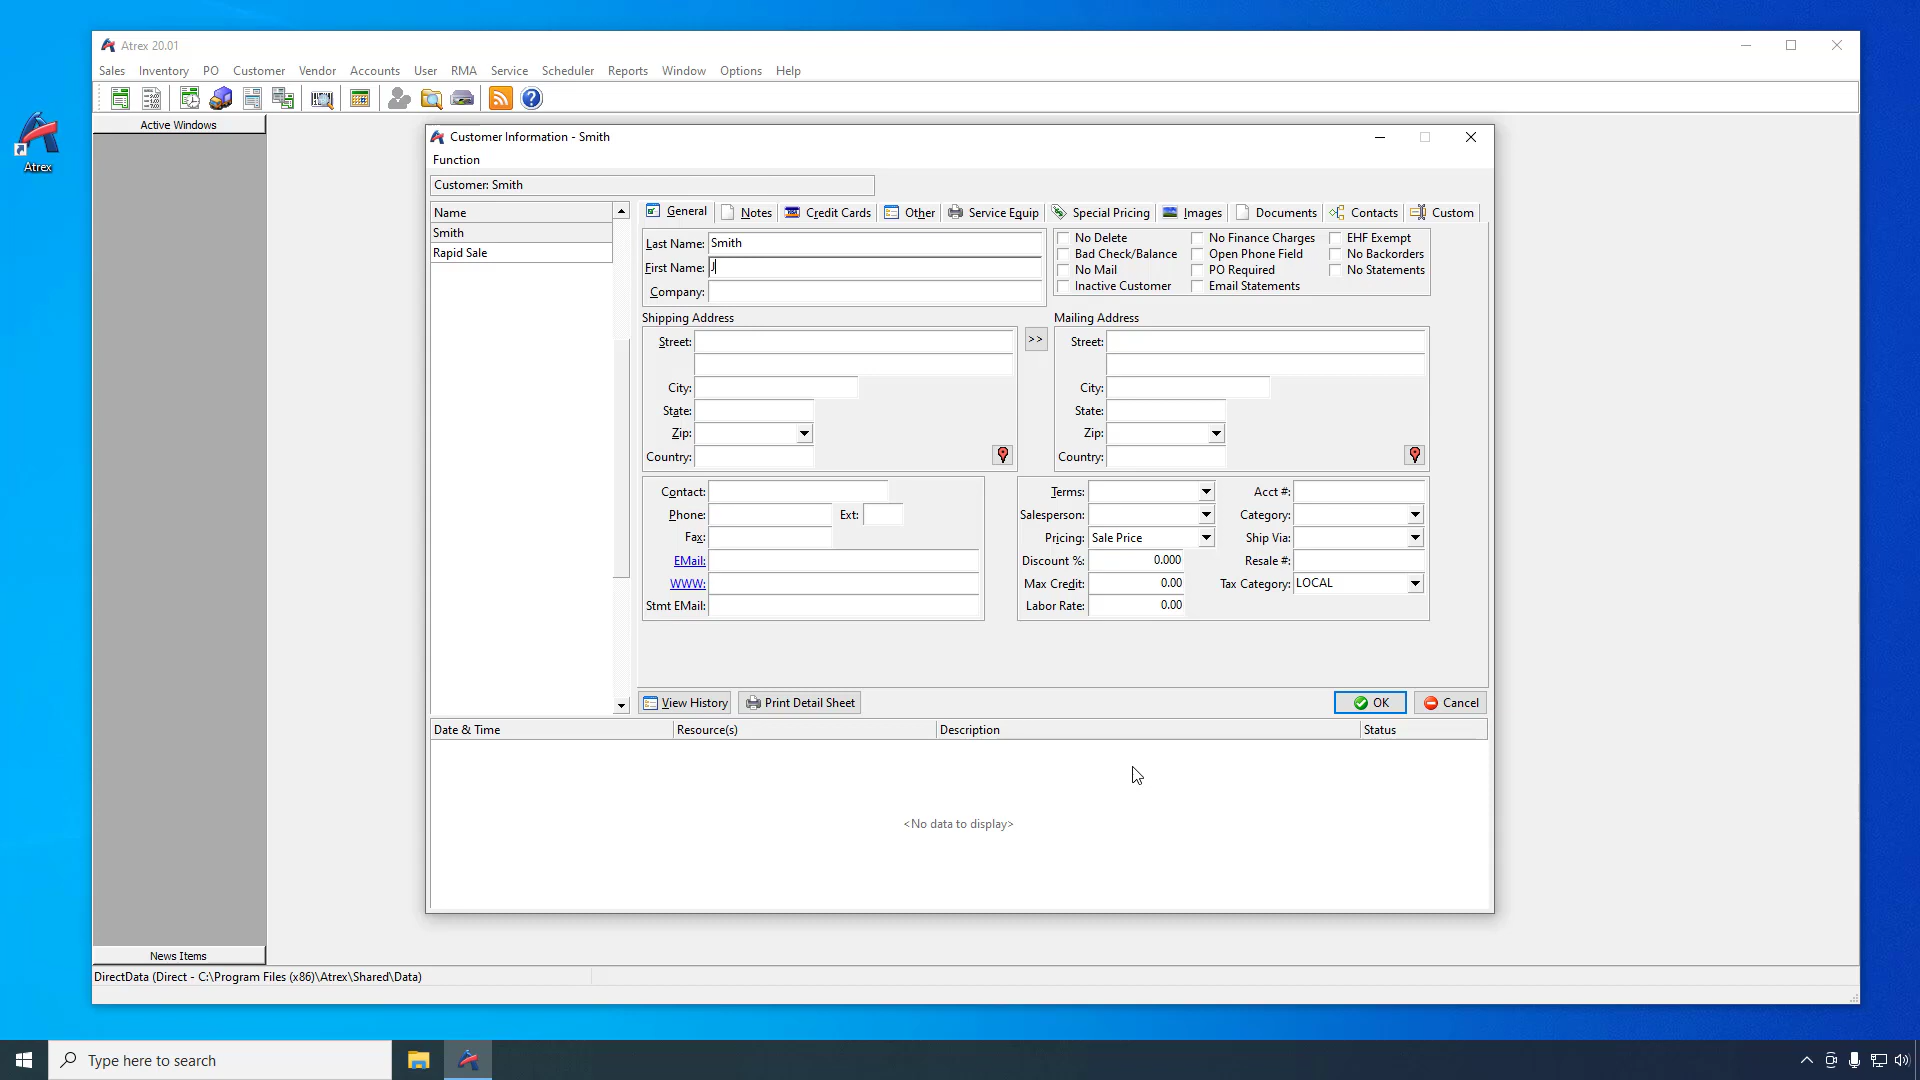 Atrex 20.01
Sales Inventory PO Customer Vendor Accounts User RMA Service Scheduler Reports Window Options Help
Active Windows
Atrex
Customer Information - Smith
Function
Customer: Smith
Name
Smith
Rapid Sale
General Notes Credit Cards Other Service Equip Special Pricing Images Documents Contacts Custom
Last Name: Smith
First Name: J
Company:
No Delete No Finance Charges EHF Exempt
Bad Check/Balance Open Phone Field No Backorders
No Mail PO Required No Statements
Inactive Customer Email Statements
Shipping Address
Street:
City:
State:
Zip:
Country:
>>
Mailing Address
Street:
City:
State:
Zip:
Country:
Contact:
Phone: Ext:
Fax:
EMail:
WWW:
Stmt EMail:
Terms: Acct #:
Salesperson: Category:
Pricing: Sale Price Ship Via:
Discount %: 0.000 Resale #:
Max Credit: 0.00 Tax Category: LOCAL
Labor Rate: 0.00
View History Print Detail Sheet OK Cancel
Date & Time Resource(s) Description Status
<No data to display>
News Items
DirectData (Direct - C:\Program Files (x86)\Atrex\Shared\Data)
Type here to search